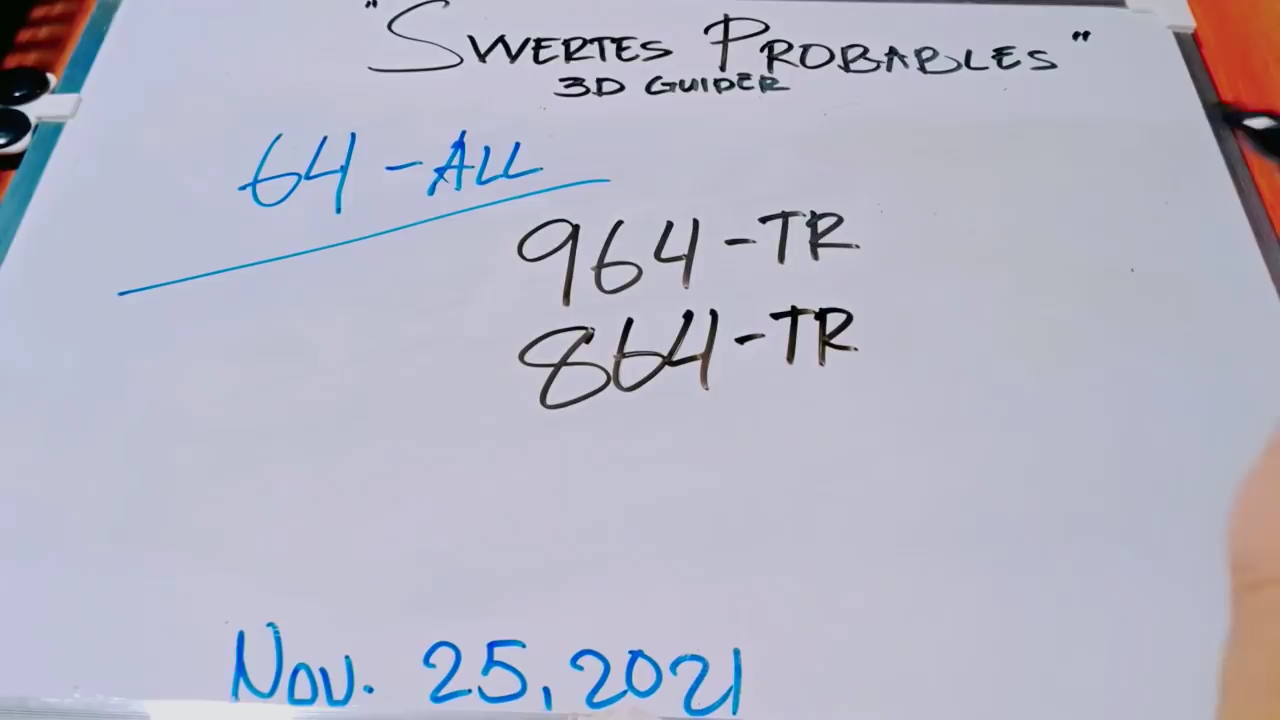 "SWERTES PROBABLES"
3D GUIDER
64-ALL
964-TR
864-TR
Nov. 25, 2021